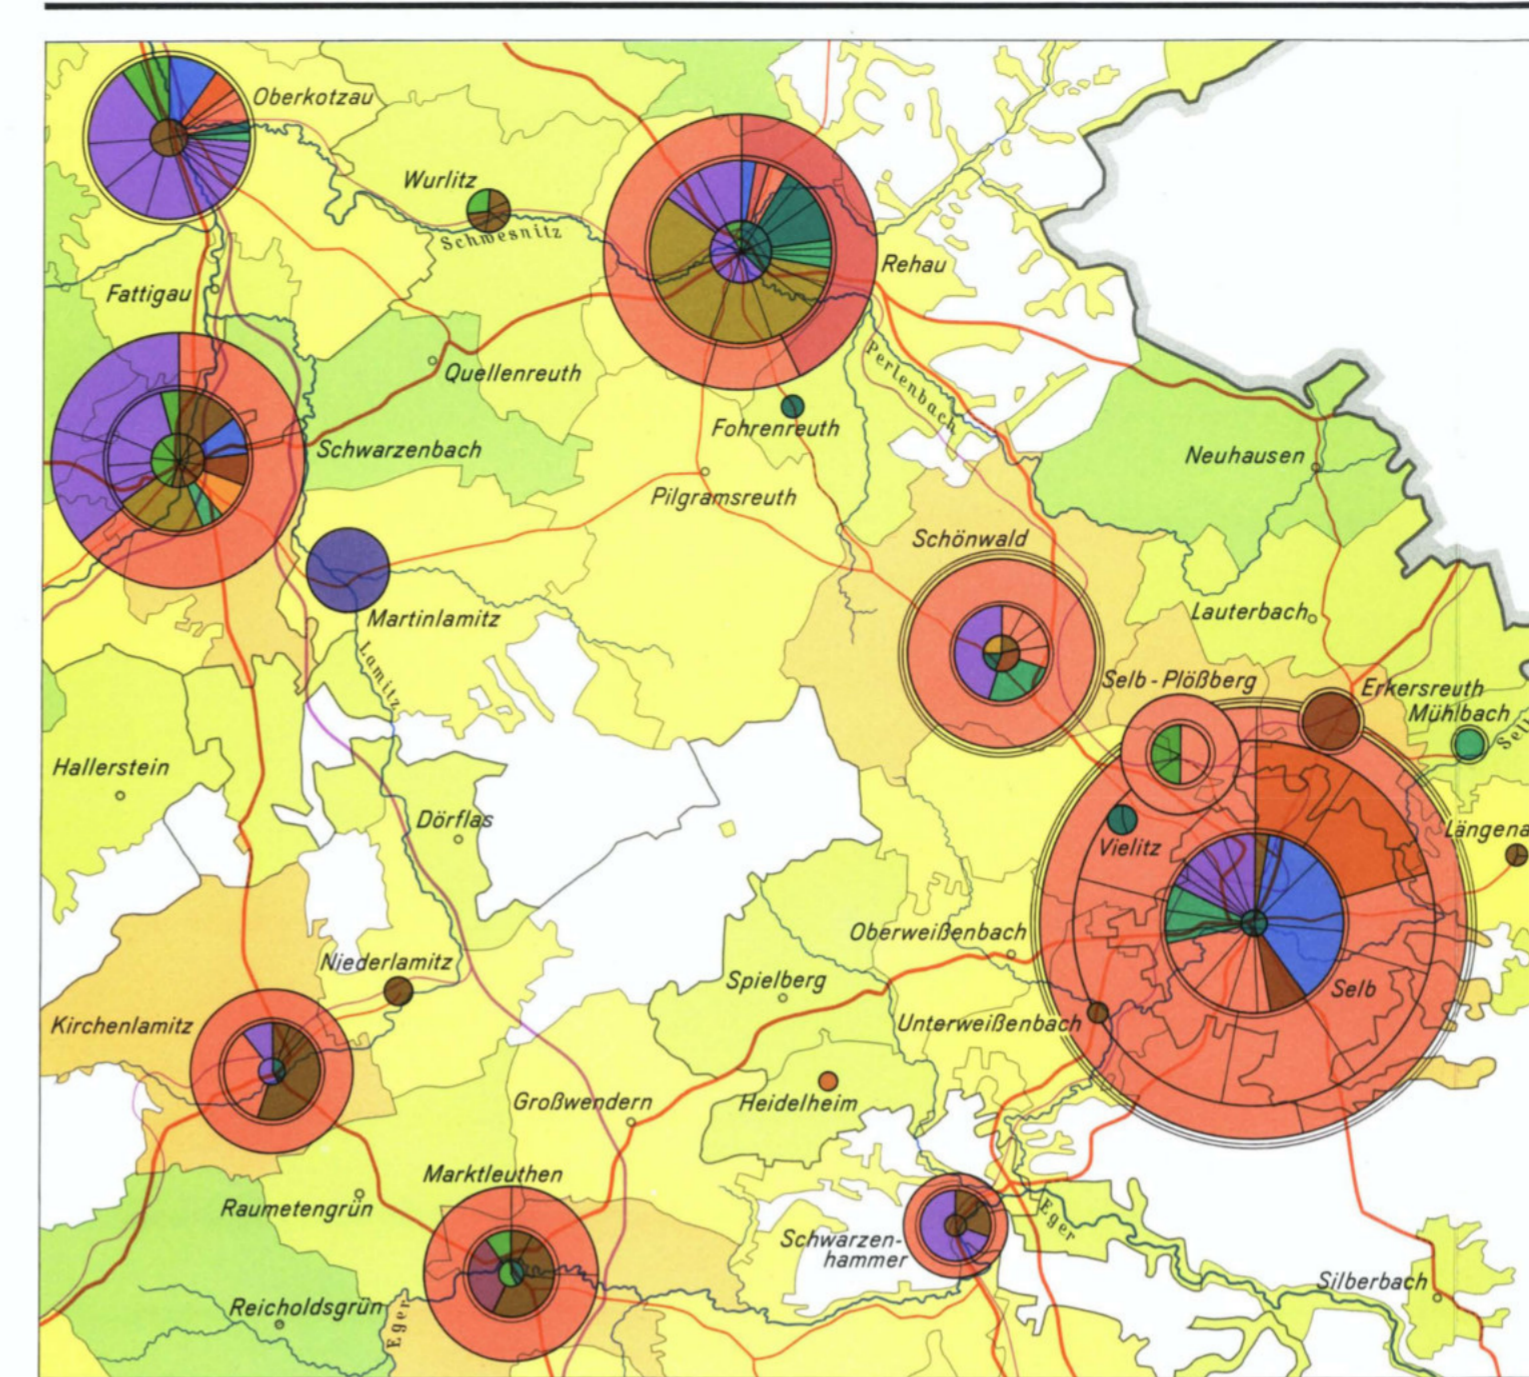 Oberkotzau
Wurlitz
Schwesnitz
Rehau
Fattigau
Quellenreuth
Perlenbach
Fohrenreuth
Schwarzenbach
Neuhausen
Pilgramsreuth
Schönwald
Martinlamitz
Lauterbach
Lamitz
Selb-Plößberg
Erkersreuth
Mühlbach
Sel
Hallerstein
Dörflas
Längena
Vielitz
Oberweißenbach
Niederlamitz
Spielberg
Selb
Kirchenlamitz
Unterweißenbach
Großwendern
Heidelheim
Marktleuthen
Raumetengrün
Eger
Schwarzen-
hammer
Silberbach
Reicholdsgrün
Eger